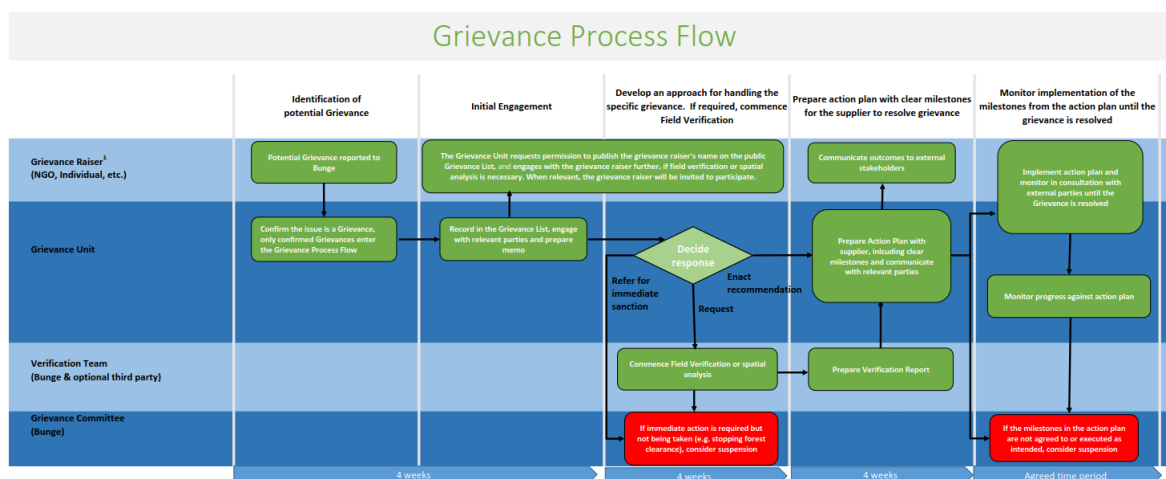 Grievance Process Flow
Identification of
potential Grievance
Initial Engagement
Develop an approach for handling the
specific grievance.  If required, commence
Field Verification
Prepare action plan with clear milestones
for the supplier to resolve grievance
Monitor implementation of the
milestones from the action plan until the
grievance is resolved
Grievance Raiser1
(NGO, Individual, etc.)
Potential Grievance reported to
Bunge
The Grievance Unit requests permission to publish the grievance raiser's name on the public
Grievance List, and engages with the grievance raiser further, if field verification or spatial
analysis is necessary. When relevant, the grievance raiser will be invited to participate.
Communicate outcomes to external
stakeholders
Implement action plan and
monitor in consultation with
external parties until the
Grievance is resolved
Grievance Unit
Confirm the issue is a Grievance,
only confirmed Grievances enter
the Grievance Process Flow
Record in the Grievance List, engage
with relevant parties and prepare
memo
Decide
response
Refer for
immediate
sanction
Request
Enact
recommendation
Prepare Action Plan with
supplier, inlcuding clear
milestones and communicate
with relevant parties
Monitor progress against action plan
Verification Team
(Bunge & optional third party)
Commence Field Verification or spatial
analysis
Prepare Verification Report
Grievance Committee
(Bunge)
If immediate action is required but
not being taken (e.g. stopping forest
clearance), consider suspension
If the milestones in the action plan
are not agreed to or executed as
intended, consider suspension
4 weeks
4 weeks
4 weeks
Agreed time period